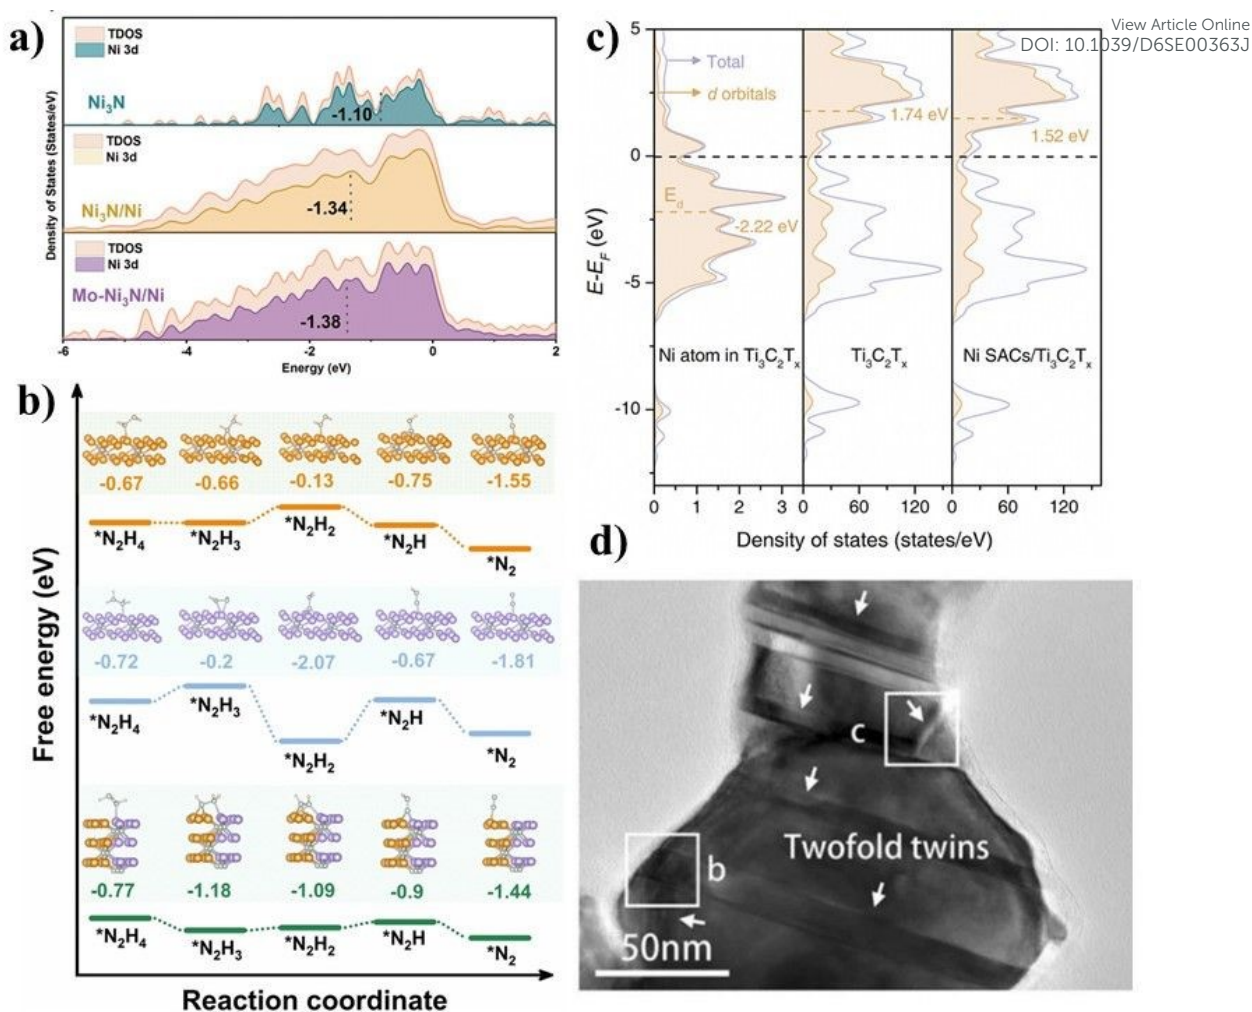 View Article Online
DOI: 10.1039/D6SE00363J
a)
TDOS
Ni 3d
Ni₃N
-1.10
TDOS
Ni 3d
Ni₃N/Ni
-1.34
TDOS
Ni 3d
Mo-Ni₃N/Ni
-1.38
Density of States (States/eV)
-6 -4 -2 0 2
Energy (eV)
b)
-0.67 -0.66 -0.13 -0.75 -1.55
*N₂H₄ *N₂H₃ *N₂H₂ *N₂H *N₂
-0.72 -0.2 -2.07 -0.67 -1.81
*N₂H₄ *N₂H₃ *N₂H₂ *N₂H *N₂
-0.77 -1.18 -1.09 -0.9 -1.44
*N₂H₄ *N₂H₃ *N₂H₂ *N₂H *N₂
Free energy (eV)
Reaction coordinate
c)
Total
d orbitals
1.74 eV
1.52 eV
E_d
-2.22 eV
Ni atom in Ti₃C₂Tₓ
Ti₃C₂Tₓ
Ni SACs/Ti₃C₂Tₓ
5
0
-5
-10
E-E_F (eV)
0 1 2 3 0 60 120 0 60 120
Density of states (states/eV)
d)
c
Twofold twins
b
50nm